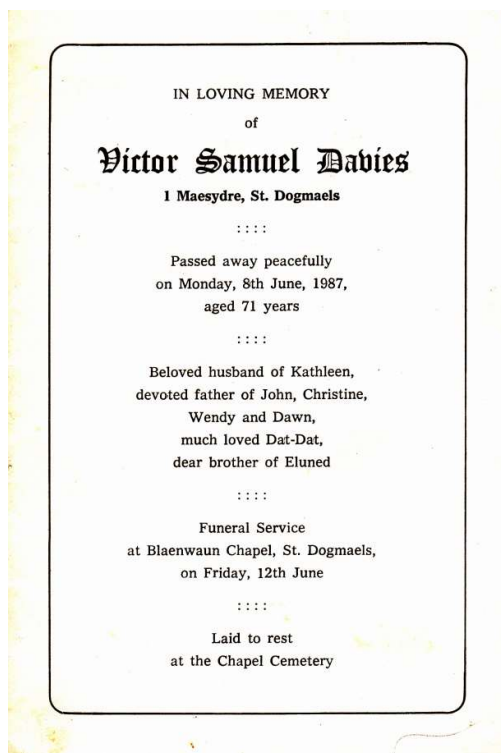 IN LOVING MEMORY
of
Victor Samuel Davies
1 Maesydre, St. Dogmaels
: : : :
Passed away peacefully
on Monday, 8th June, 1987,
aged 71 years
: : : :
Beloved husband of Kathleen,
devoted father of John, Christine,
Wendy and Dawn,
much loved Dat-Dat,
dear brother of Eluned
: : : :
Funeral Service
at Blaenwaun Chapel, St. Dogmaels,
on Friday, 12th June
: : : :
Laid to rest
at the Chapel Cemetery